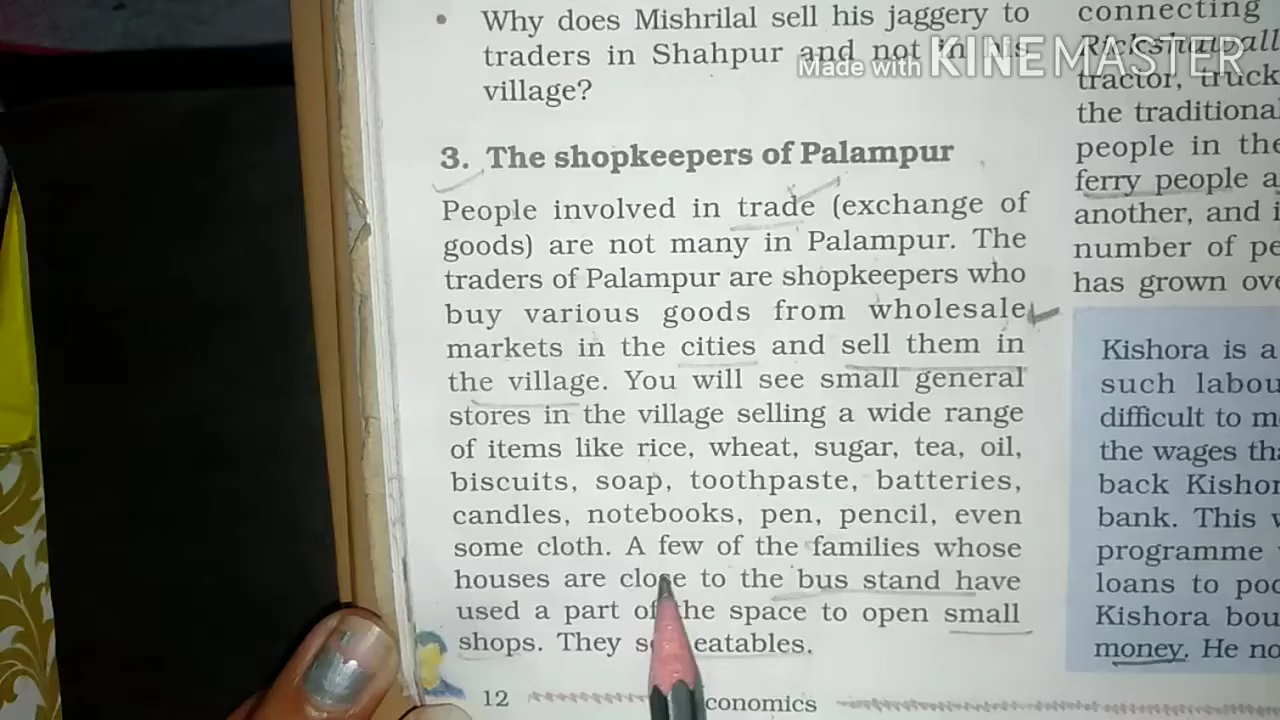 • Why does Mishrilal sell his jaggery to
traders in Shahpur and not in his
village?
3. The shopkeepers of Palampur
People involved in trade (exchange of
goods) are not many in Palampur. The
traders of Palampur are shopkeepers who
buy various goods from wholesale
markets in the cities and sell them in
the village. You will see small general
stores in the village selling a wide range
of items like rice, wheat, sugar, tea, oil,
biscuits, soap, toothpaste, batteries,
candles, notebooks, pen, pencil, even
some cloth. A few of the families whose
houses are close to the bus stand have
used a part of the space to open small
shops. They eatables.
12 conomics
connecting
tractor, truck
the traditional
people in the
ferry people a
another, and i
number of pe
has grown ove
Kishora is a
such labou
difficult to m
the wages tha
back Kishor
bank. This w
programme
loans to poo
Kishora bou
money. He no
Made with KINEMASTER